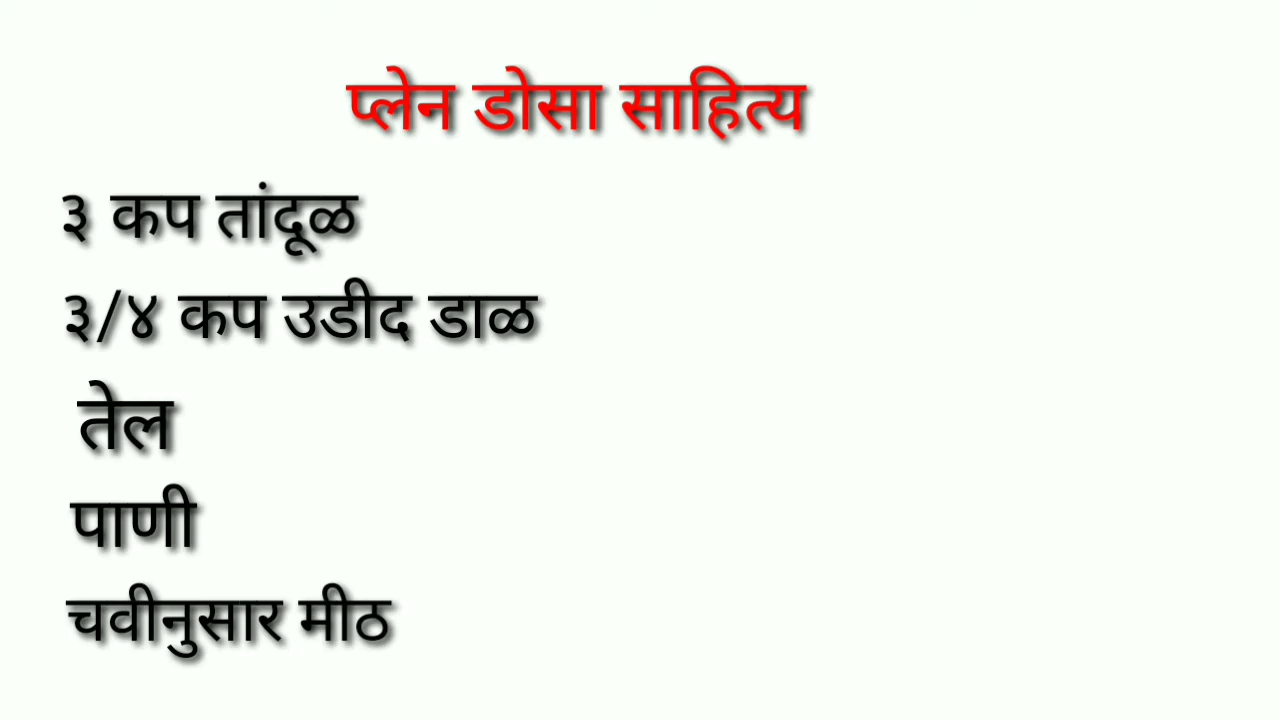 प्लेन डोसा साहित्य
३ कप तांदूळ
३/४ कप उडीद डाळ
तेल
पाणी
चवीनुसार मीठ